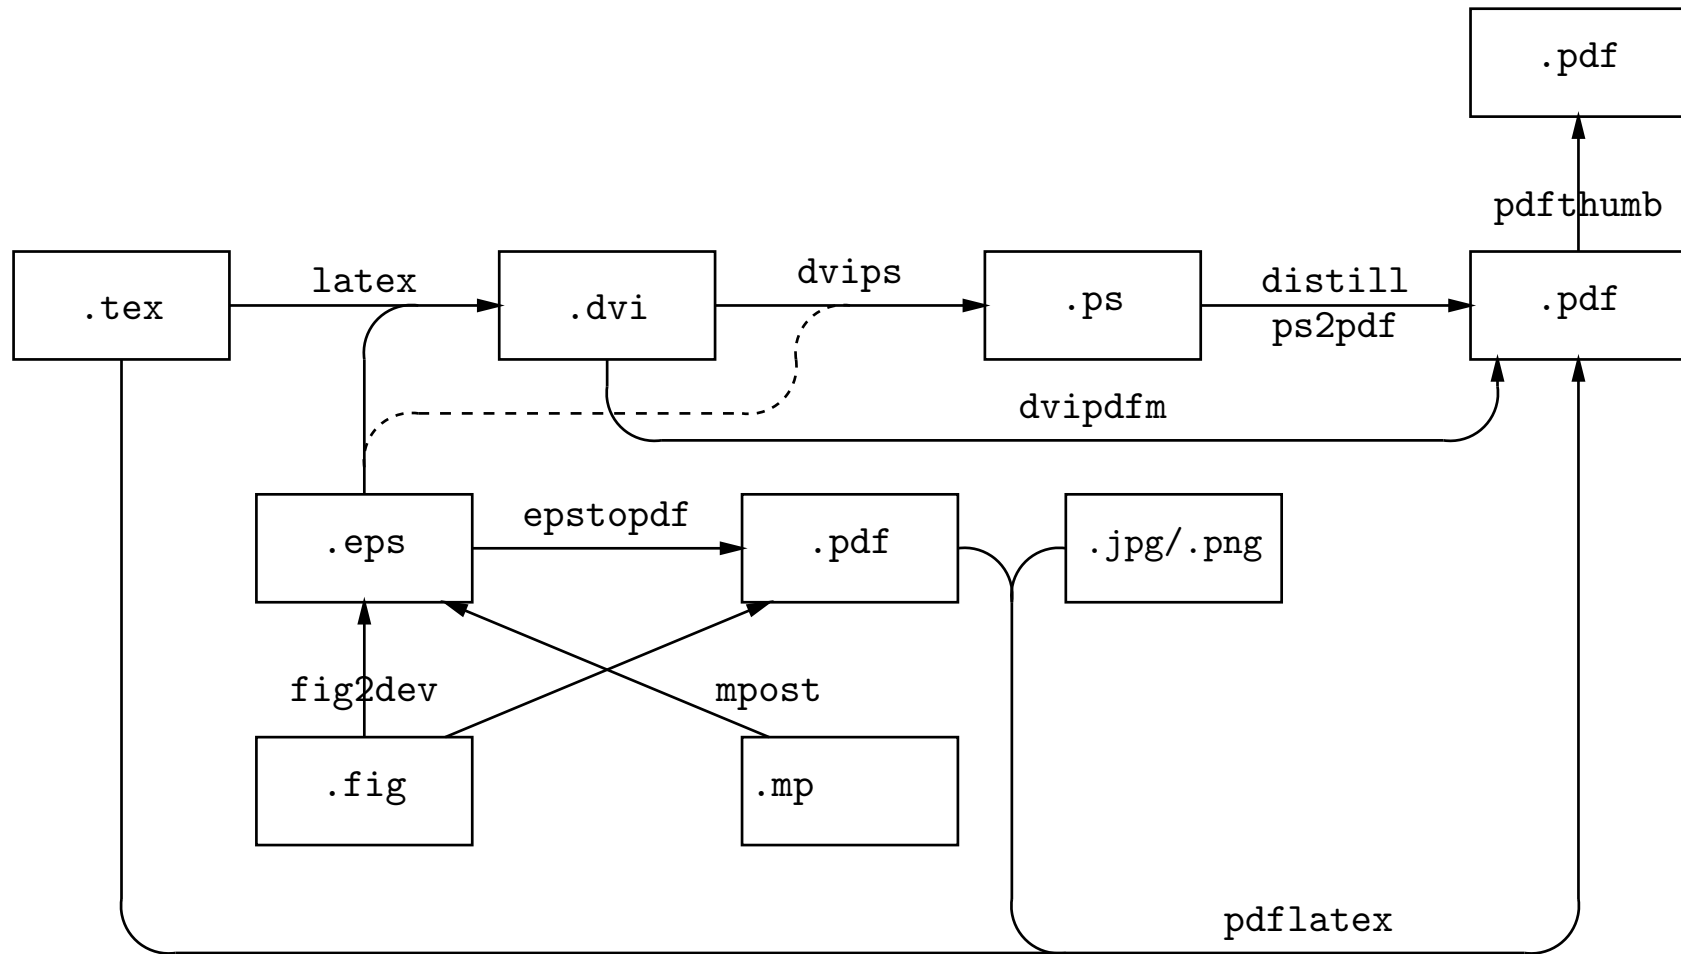 .pdf
pdfthumb
latex
dvips
distill
.tex
.dvi
.ps
.pdf
ps2pdf
dvipdfm
epstopdf
.eps
.pdf
.jpg/.png
fig2dev
mpost
.fig
.mp
pdflatex